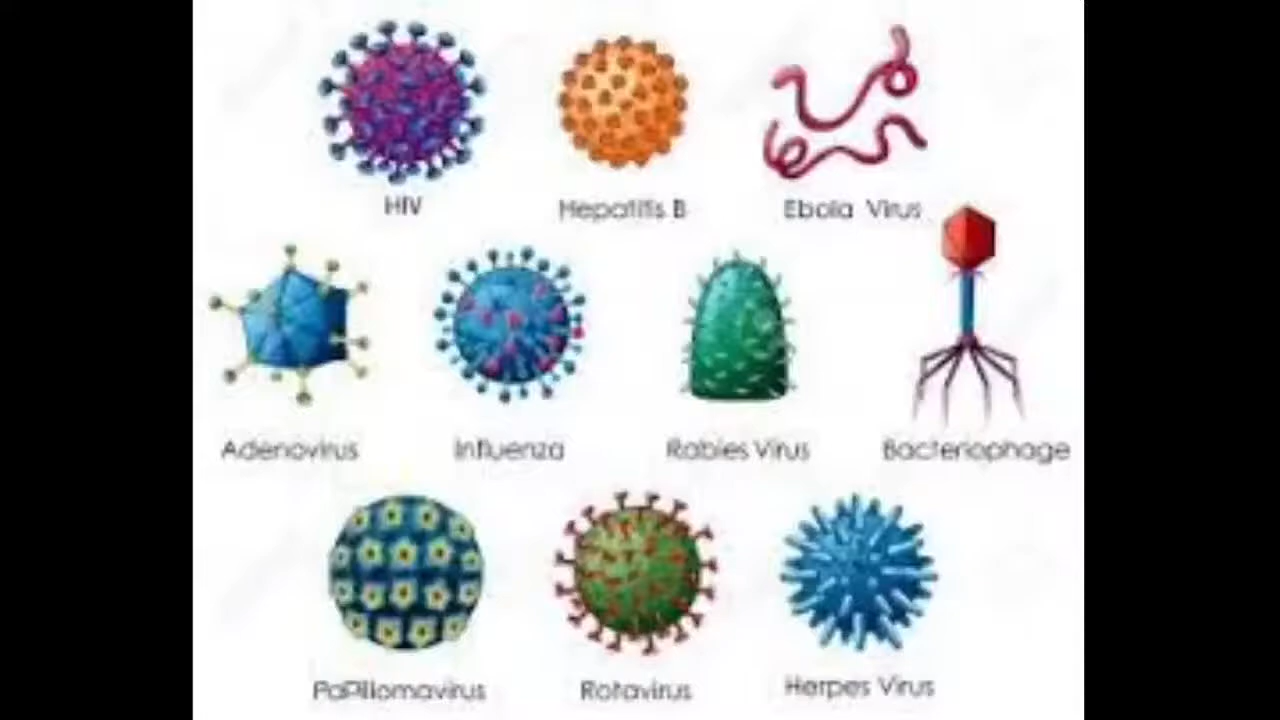 HIV
Hepatitis B
Ebola Virus
Adenovirus
Influenza
Rabies Virus
Bacteriophage
PaPillomavirus
Rotavirus
Herpes Virus